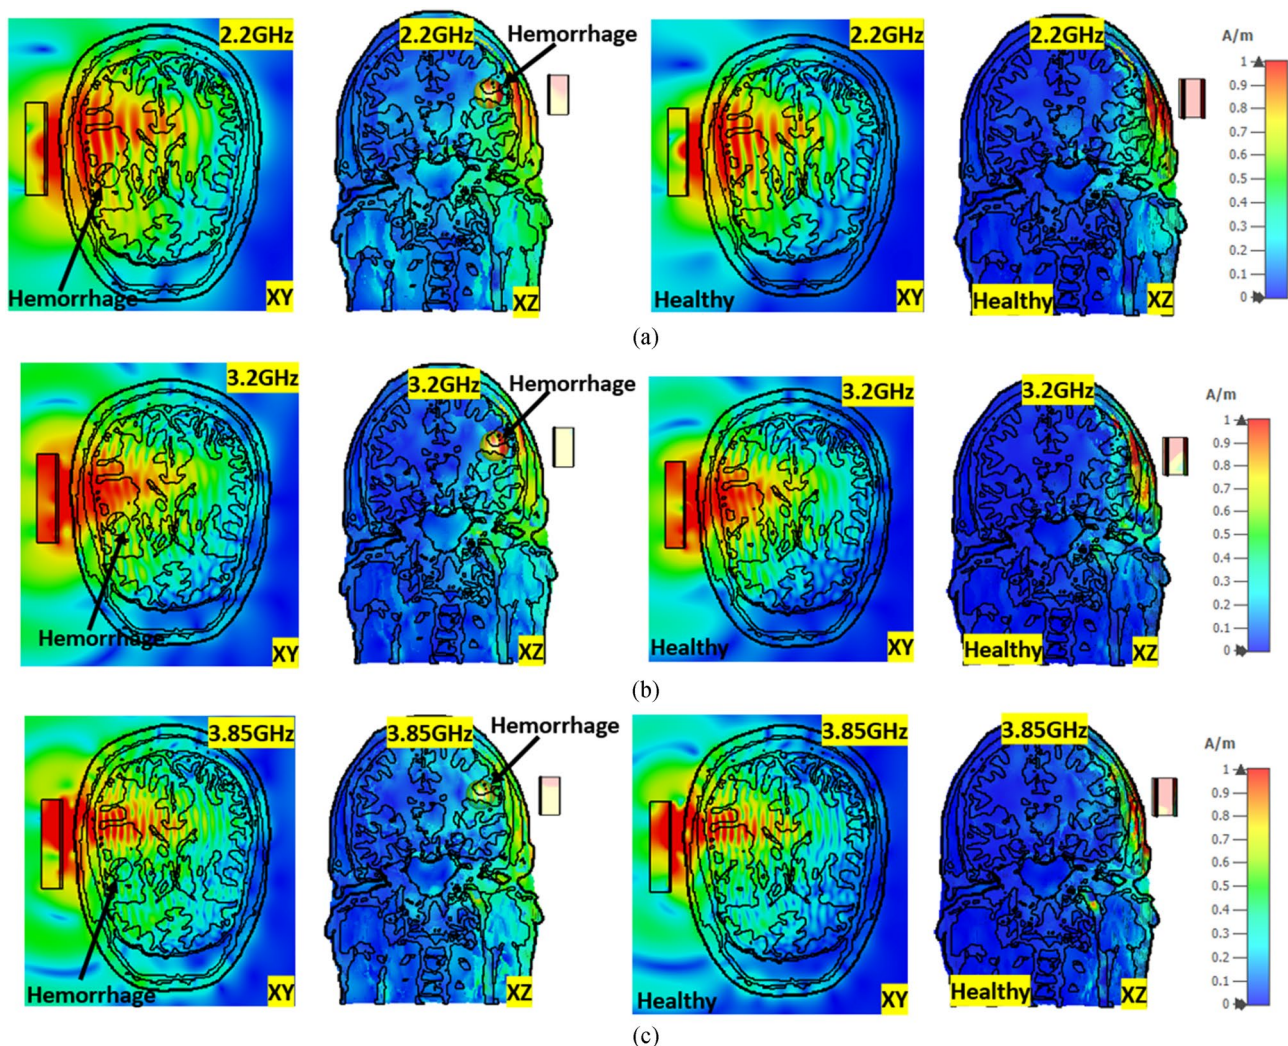 2.2GHz
2.2GHz
Hemorrhage
2.2GHz
2.2GHz
A/m
1
0.9
0.8
0.7
0.6
0.5
0.4
0.3
0.2
0.1
0
Hemorrhage
XY
XZ
Healthy
XY
Healthy
XZ
(a)
3.2GHz
3.2GHz
Hemorrhage
3.2GHz
3.2GHz
A/m
1
0.9
0.8
0.7
0.6
0.5
0.4
0.3
0.2
0.1
0
Hemorrhage
XY
XZ
Healthy
XY
Healthy
XZ
(b)
3.85GHz
3.85GHz
Hemorrhage
3.85GHz
3.85GHz
A/m
1
0.9
0.8
0.7
0.6
0.5
0.4
0.3
0.2
0.1
0
Hemorrhage
XY
XZ
Healthy
XY
Healthy
XZ
(c)